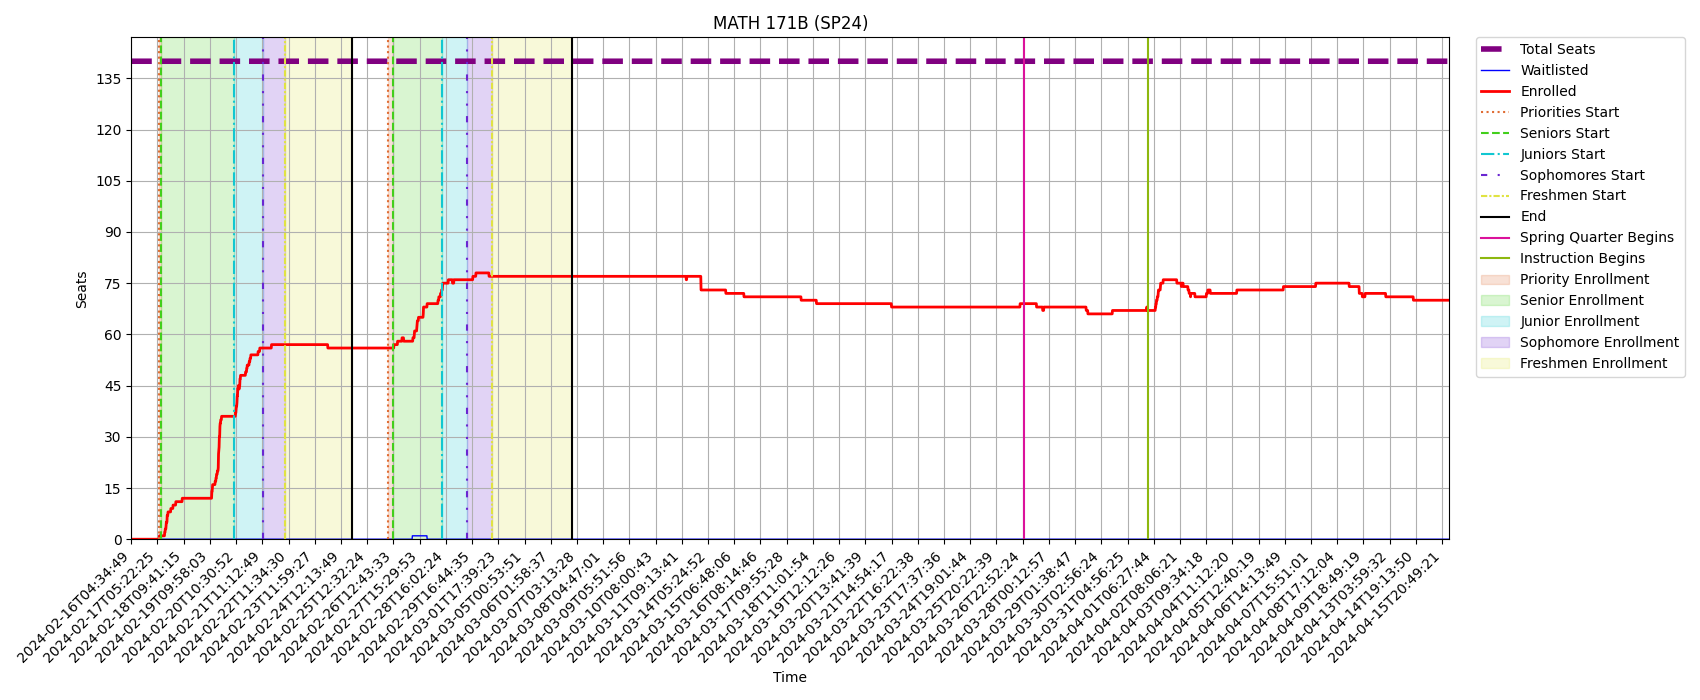 MATH 171B (SP24)
Seats
135
120
105
90
75
60
45
30
15
0
2024-02-16T04:34:49
2024-02-17T05:22:25
2024-02-18T09:41:15
2024-02-19T09:58:03
2024-02-20T10:30:52
2024-02-21T11:12:49
2024-02-22T11:34:30
2024-02-23T11:59:27
2024-02-24T12:13:49
2024-02-25T12:32:24
2024-02-26T12:43:33
2024-02-27T15:29:53
2024-02-28T16:02:24
2024-02-29T16:44:35
2024-03-01T17:39:23
2024-03-05T00:53:51
2024-03-06T01:58:37
2024-03-07T03:13:28
2024-03-08T04:47:01
2024-03-09T05:51:56
2024-03-10T08:00:43
2024-03-11T09:13:41
2024-03-14T05:24:52
2024-03-15T06:48:06
2024-03-16T08:14:46
2024-03-17T09:55:28
2024-03-18T11:01:54
2024-03-19T12:12:26
2024-03-20T13:41:39
2024-03-21T14:54:17
2024-03-22T16:22:38
2024-03-23T17:37:36
2024-03-24T19:01:44
2024-03-25T20:22:39
2024-03-26T22:52:24
2024-03-28T00:12:57
2024-03-29T01:38:47
2024-03-30T02:56:24
2024-03-31T04:56:25
2024-04-01T06:27:44
2024-04-02T08:06:21
2024-04-03T09:34:18
2024-04-04T11:12:20
2024-04-05T12:40:19
2024-04-06T14:13:49
2024-04-07T15:51:01
2024-04-08T17:12:04
2024-04-09T18:49:19
2024-04-13T03:59:32
2024-04-14T19:13:50
2024-04-15T20:49:21
Time
Total Seats
Waitlisted
Enrolled
Priorities Start
Seniors Start
Juniors Start
Sophomores Start
Freshmen Start
End
Spring Quarter Begins
Instruction Begins
Priority Enrollment
Senior Enrollment
Junior Enrollment
Sophomore Enrollment
Freshmen Enrollment